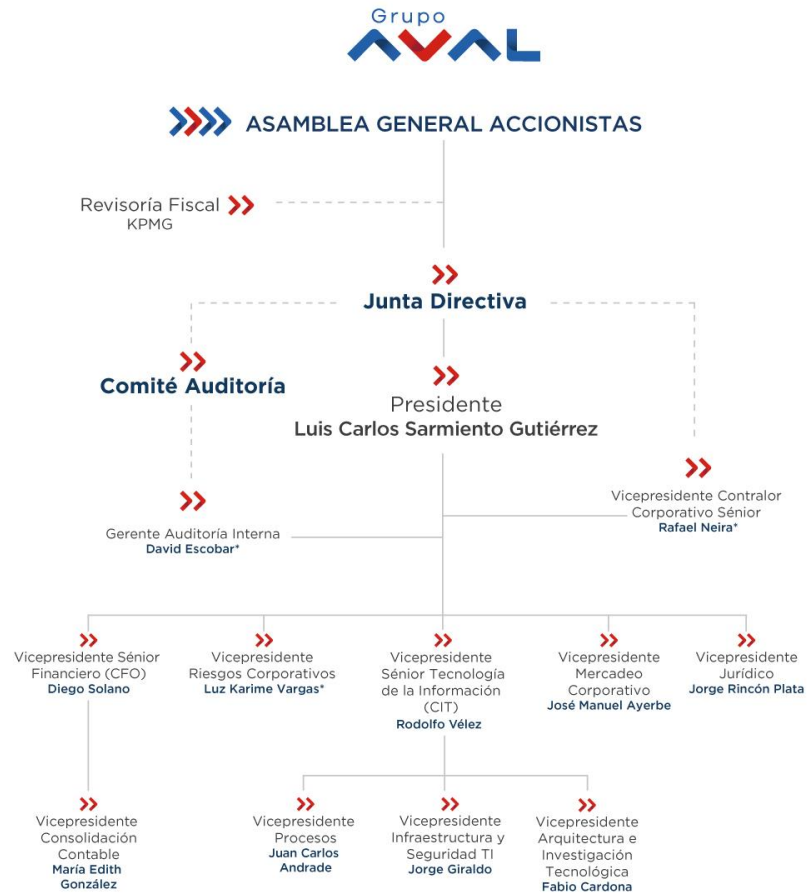 Grupo
AVAL
ASAMBLEA GENERAL ACCIONISTAS
Revisoría Fiscal
KPMG
Junta Directiva
Comité Auditoría
Presidente
Luis Carlos Sarmiento Gutiérrez
Vicepresidente Contralor
Corporativo Sénior
Rafael Neira*
Gerente Auditoría Interna
David Escobar*
Vicepresidente Sénior
Financiero (CFO)
Diego Solano
Vicepresidente
Riesgos Corporativos
Luz Karime Vargas*
Vicepresidente
Sénior Tecnología
de la Información
(CIT)
Rodolfo Vélez
Vicepresidente
Mercadeo
Corporativo
José Manuel Ayerbe
Vicepresidente
Jurídico
Jorge Rincón Plata
Vicepresidente
Consolidación
Contable
María Edith
González
Vicepresidente
Procesos
Juan Carlos
Andrade
Vicepresidente
Infraestructura y
Seguridad TI
Jorge Giraldo
Vicepresidente
Arquitectura e
Investigación
Tecnológica
Fabio Cardona